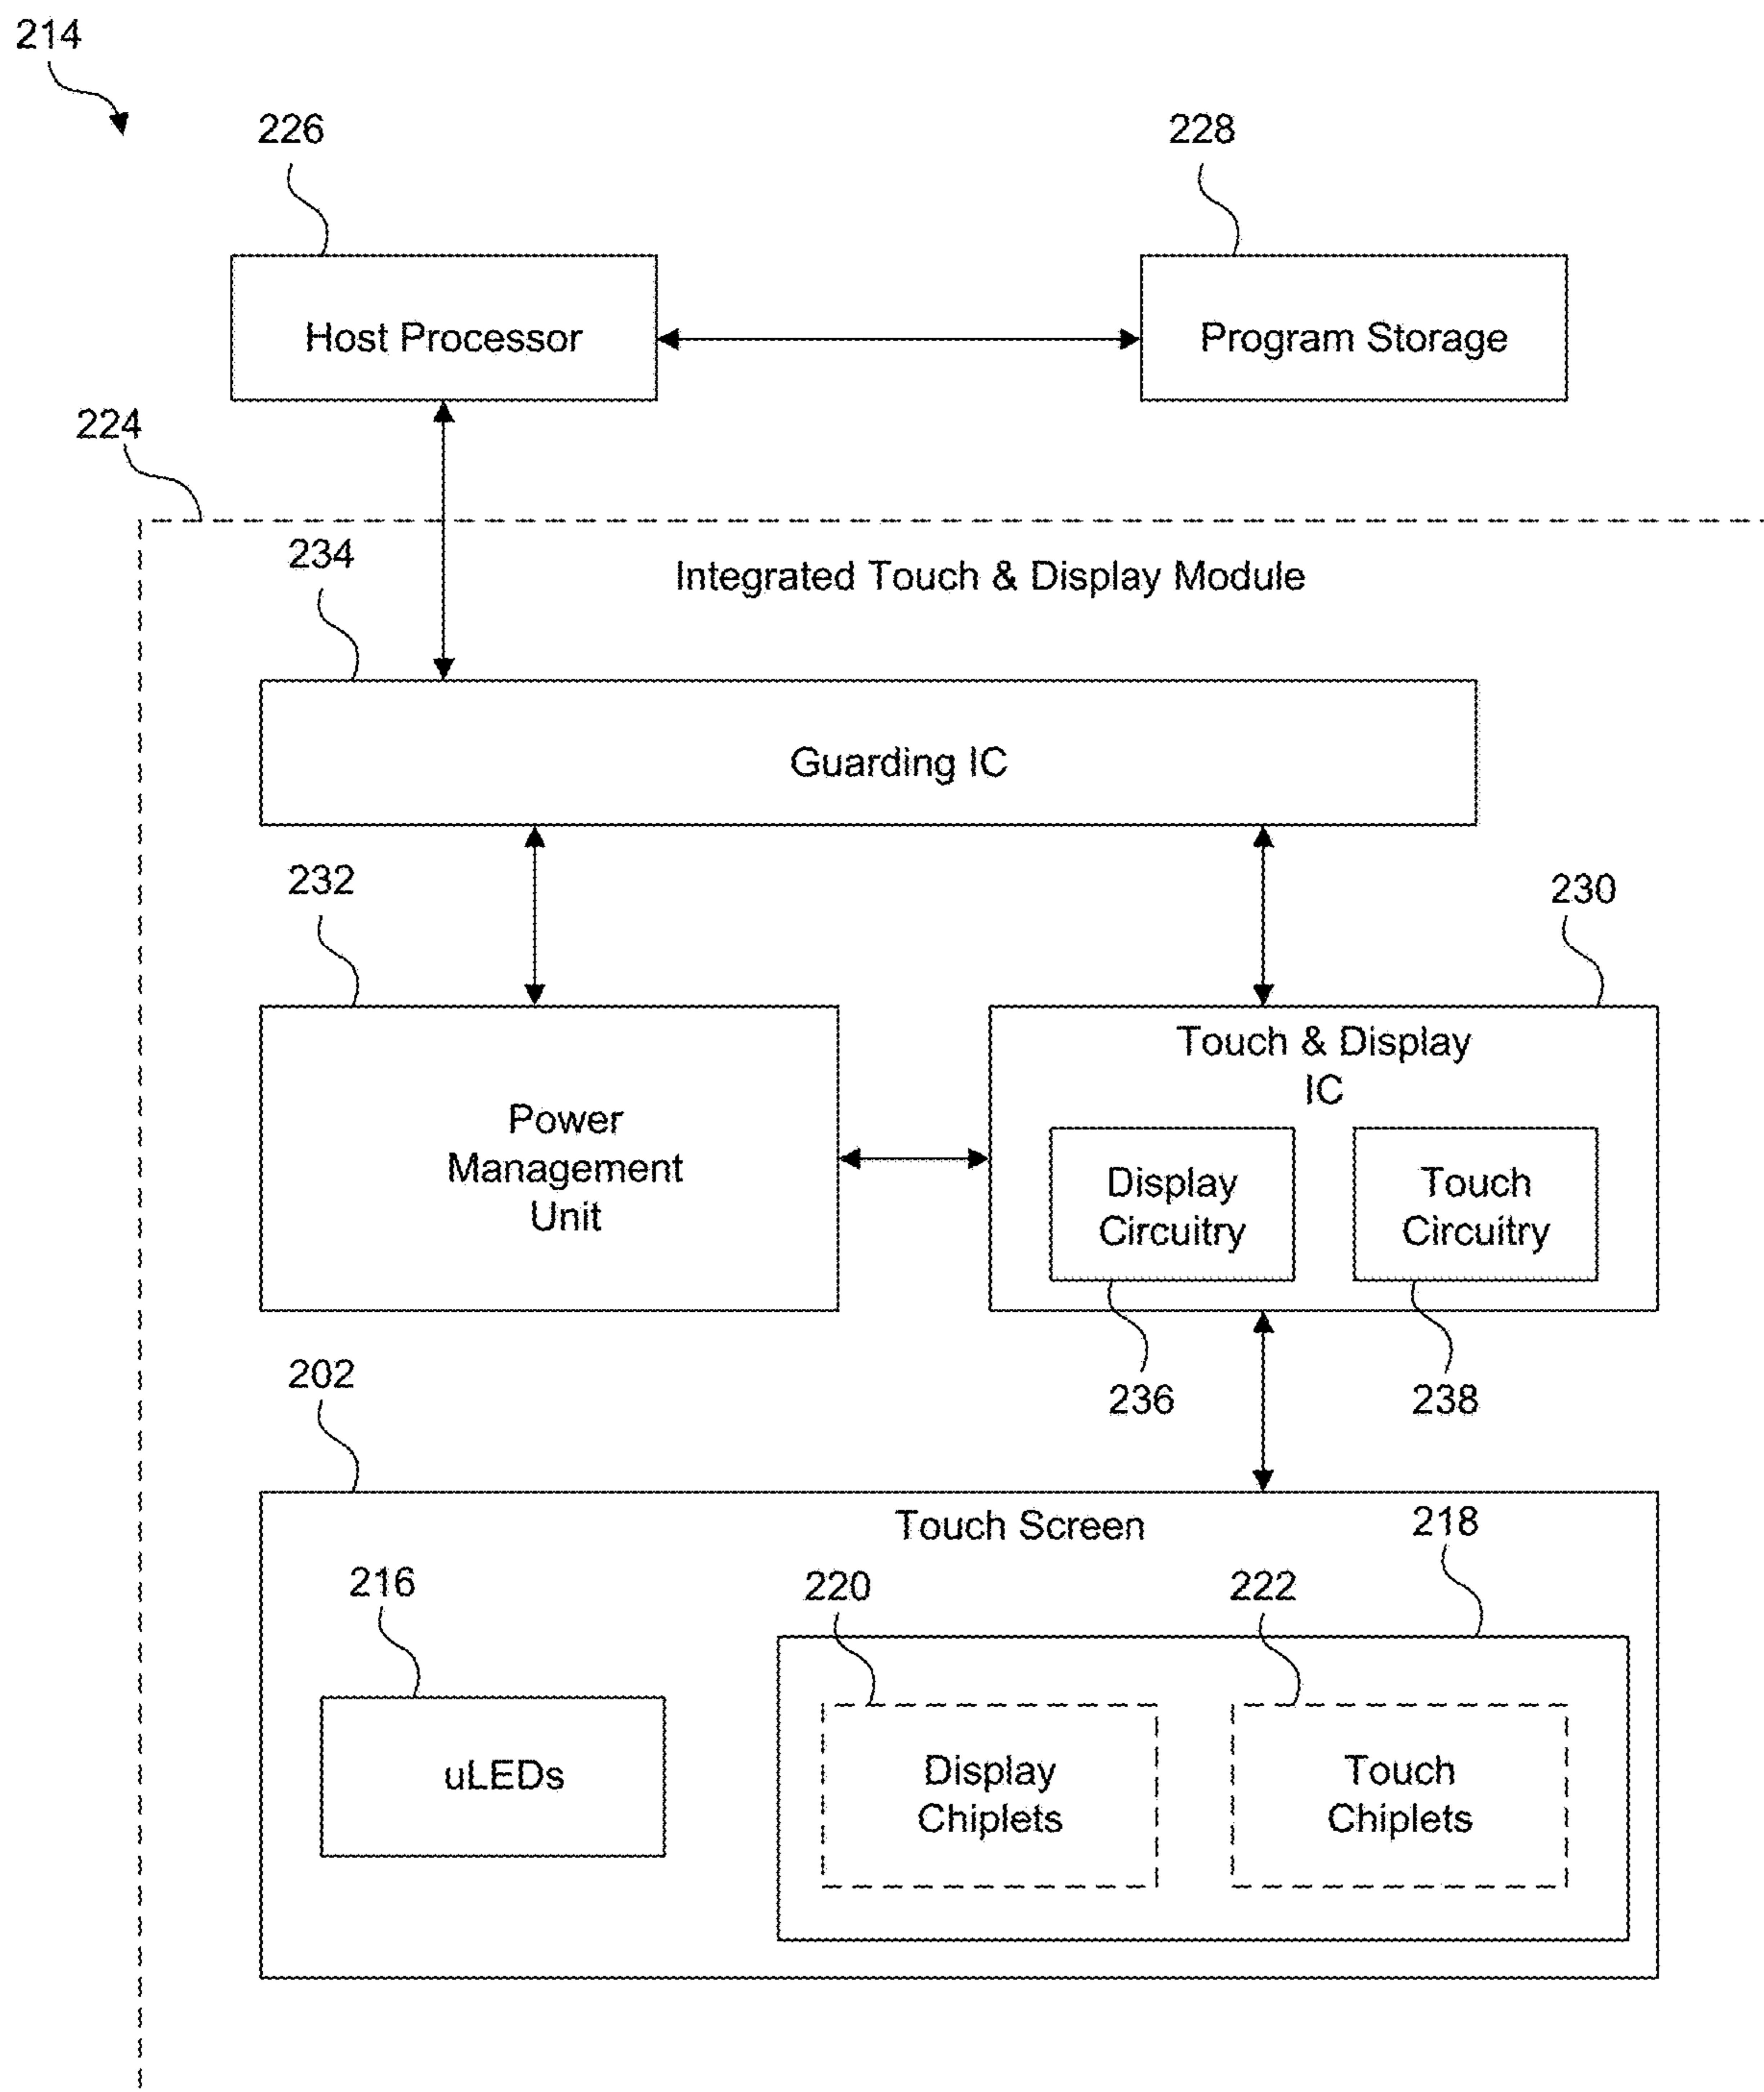 214
226
228
Host Processor
Program Storage
224
234
Integrated Touch & Display Module
Guarding IC
232
230
Touch & Display
IC
Power
Management
Unit
Display
Circuitry
Touch
Circuitry
202
236
238
Touch Screen
218
216
220
222
uLEDs
Display
Chiplets
Touch
Chiplets